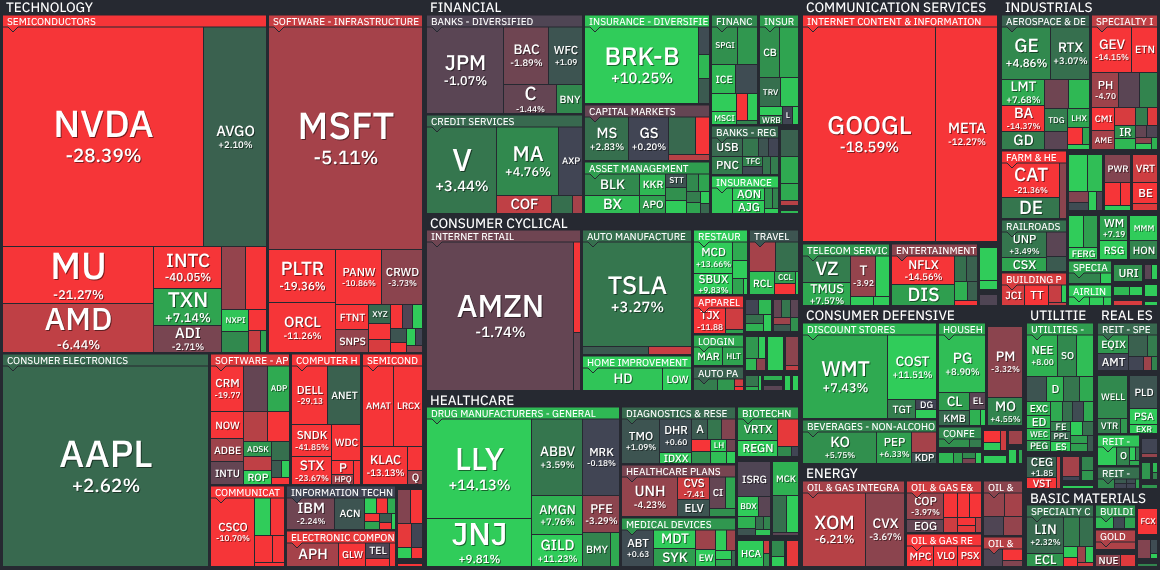 TECHNOLOGY
SEMICONDUCTORS
NVDA
-28.39%
AVGO
+2.10%
MU
-21.27%
AMD
-6.44%
INTC
-40.05%
TXN
+7.14%
ADI
-2.71%
NXPI
SOFTWARE - INFRASTRUCTURE
MSFT
-5.11%
PLTR
-19.36%
PANW
-10.86%
CRWD
-3.73%
ORCL
-11.26%
FTNT
XYZ
SNPS
CONSUMER ELECTRONICS
AAPL
+2.62%
SOFTWARE - AP
CRM
-19.77
ADP
NOW
ADBE
ADSK
INTU
ROP
COMPUTER H
DELL
-29.13
ANET
SNDK
-41.85%
WDC
STX
-23.67%
P
HPQ
SEMICOND
AMAT
LRCX
KLAC
-13.13%
Q
COMMUNICAT
CSCO
-10.70%
INFORMATION TECHN
IBM
-2.24%
ACN
ELECTRONIC COMPON
APH
GLW
TEL
FINANCIAL
BANKS - DIVERSIFIED
JPM
-1.07%
BAC
-1.89%
WFC
+1.09
C
-1.44%
BNY
CREDIT SERVICES
V
+3.44%
MA
+4.76%
AXP
COF
INSURANCE - DIVERSIFIE
BRK-B
+10.25%
CAPITAL MARKETS
MS
+2.83%
GS
+0.20%
ASSET MANAGEMENT
BLK
KKR
STT
BX
APO
FINANC
SPGI
ICE
MSCI
INSUR
CB
TRV
WRB
L
BANKS - REG
USB
PNC
TFC
INSURANCE
AON
AJG
CONSUMER CYCLICAL
INTERNET RETAIL
AMZN
-1.74%
AUTO MANUFACTURE
TSLA
+3.27%
HOME IMPROVEMENT
HD
LOW
RESTAUR
MCD
+13.66%
SBUX
+9.83%
TRAVEL
RCL
CCL
APPAREL
TJX
-11.88
LODGIN
MAR
HLT
AUTO PA
HEALTHCARE
DRUG MANUFACTURERS - GENERAL
LLY
+14.13%
JNJ
+9.81%
ABBV
+3.59%
MRK
-0.18%
AMGN
+7.76%
PFE
-3.29%
GILD
+11.23%
BMY
DIAGNOSTICS & RESE
TMO
+1.09%
DHR
+0.60
A
LH
IDXX
HEALTHCARE PLANS
UNH
-4.23%
CVS
-7.41
CI
ELV
MEDICAL DEVICES
ABT
+0.63
MDT
SYK
EW
BIOTECHN
VRTX
REGN
ISRG
MCK
BDX
HCA
COMMUNICATION SERVICES
INTERNET CONTENT & INFORMATION
GOOGL
-18.59%
META
-12.27%
TELECOM SERVIC
VZ
T
-3.92
TMUS
+7.57%
ENTERTAINMENT
NFLX
-14.56%
DIS
INDUSTRIALS
AEROSPACE & DE
GE
+4.86%
RTX
+3.07%
LMT
+7.68%
BA
-14.37%
TDG
LHX
GD
SPECIALTY I
GEV
-14.15%
ETN
PH
-4.70
CMI
IR
AME
FARM & HE
CAT
-21.36%
DE
PWR
VRT
BE
RAILROADS
UNP
+3.49%
CSX
FERG
WM
+7.19
RSG
MMM
HON
BUILDING P
JCI
TT
SPECIA
URI
AIRLIN
CONSUMER DEFENSIVE
DISCOUNT STORES
WMT
+7.43%
COST
+11.51%
TGT
DG
HOUSEH
PG
+8.90%
CL
EL
KMB
PM
-3.32%
MO
+4.55%
BEVERAGES - NON-ALCOHO
KO
+5.75%
PEP
+6.33%
KDP
CONFE
ENERGY
OIL & GAS INTEGRA
XOM
-6.21%
CVX
-3.67%
OIL & GAS E&
COP
-3.97%
EOG
OIL & GAS RE
MPC
VLO
PSX
OIL &
OIL &
UTILITIE
UTILITIES -
NEE
+8.00
SO
D
EXC
ED
WEC
PEG
FE
PPL
ES
CEG
+1.85
VST
REAL ES
REIT - SPE
EQIX
AMT
WELL
PLD
VTR
PSA
EXR
REIT -
O
REIT -
BASIC MATERIALS
SPECIALTY C
LIN
+2.32%
ECL
BUILDI
FCX
GOLD
NUE